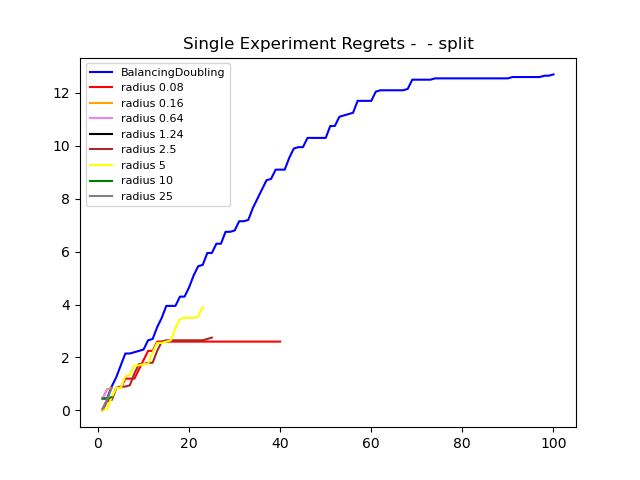 Single Experiment Regrets -  - split
BalancingDoubling
radius 0.08
radius 0.16
radius 0.64
radius 1.24
radius 2.5
radius 5
radius 10
radius 25
12
10
8
6
4
2
0
0 20 40 60 80 100